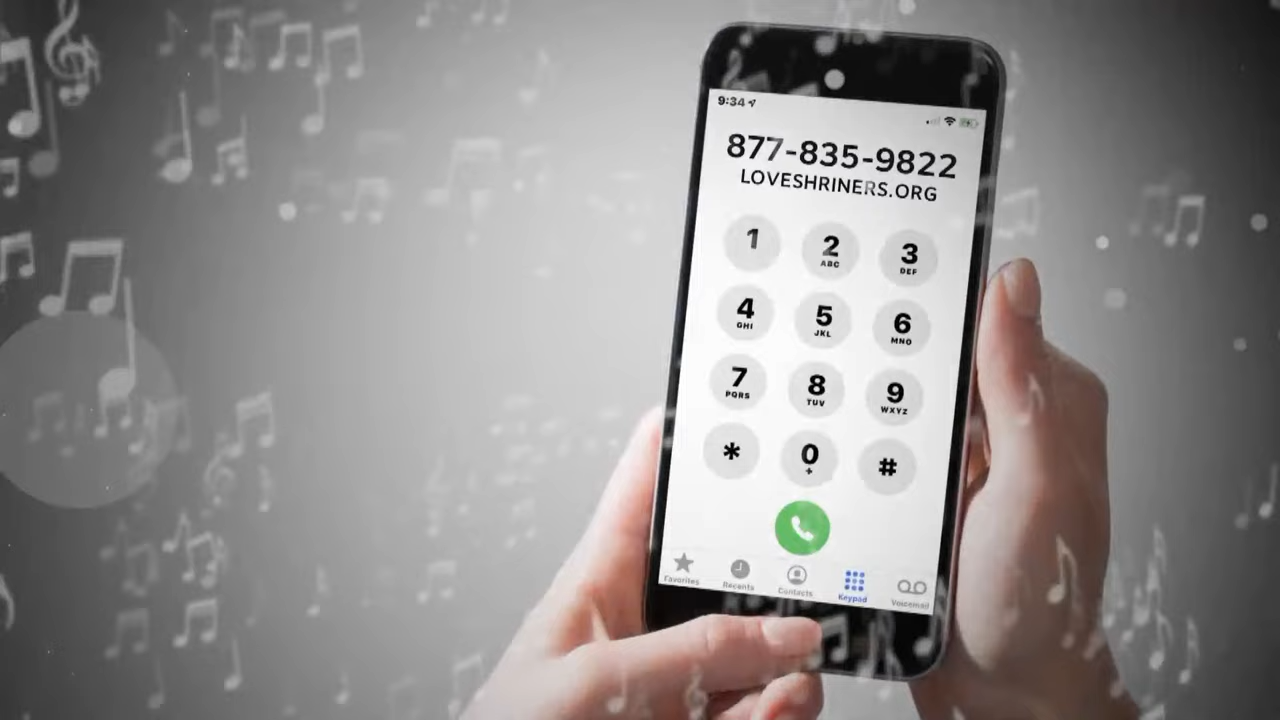 9:34
877-835-9822
LOVESHRINERS.ORG
1 2 3
ABC DEF
4 5 6
GHI JKL MNO
7 8 9
PQRS TUV WXYZ
* 0 #
+
Favorites Recents Contacts Keypad Voicemail